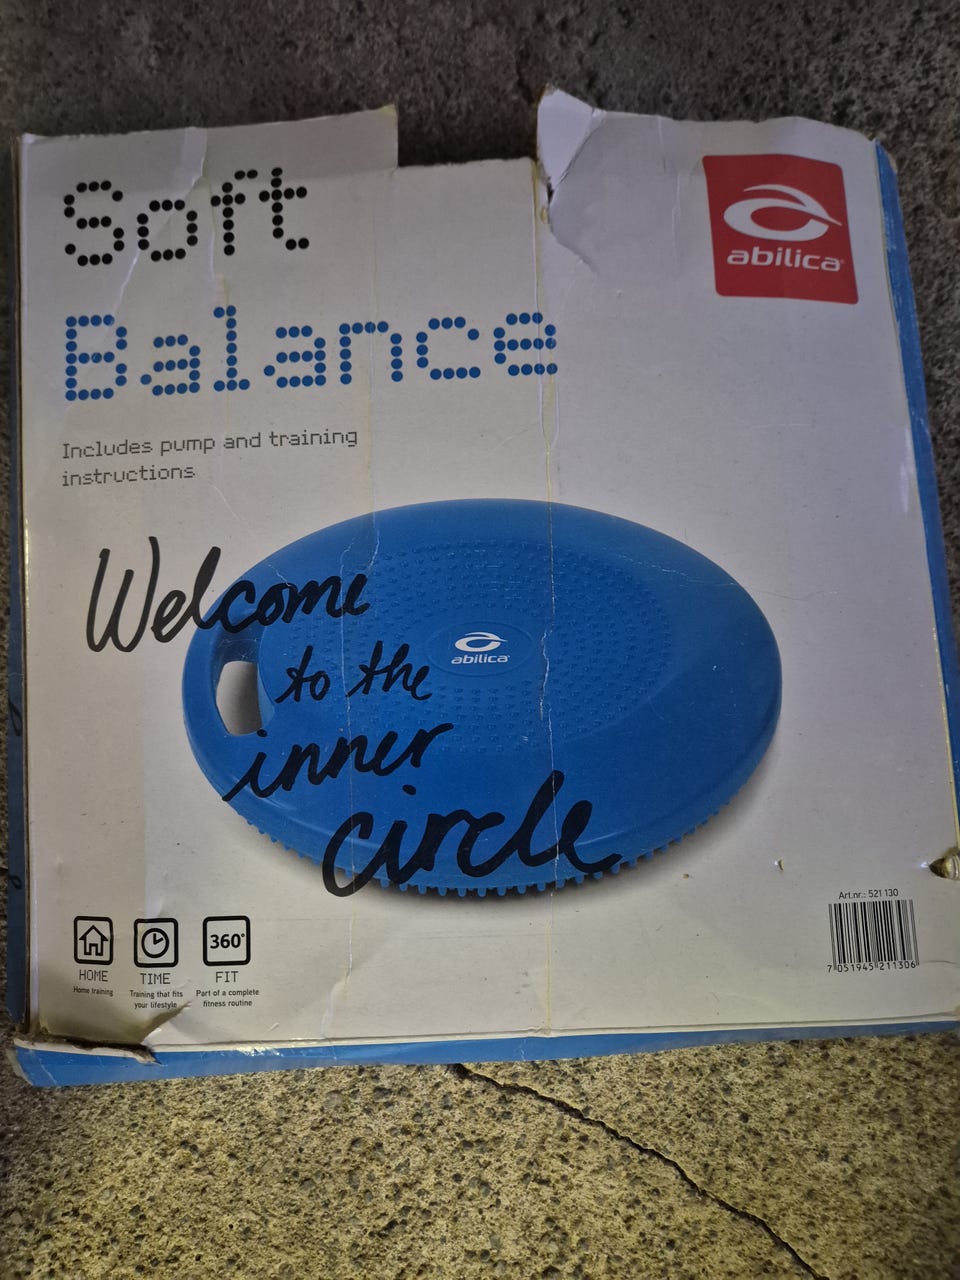 Soft
abilica
Balance
Includes pump and training
instructions
Welcome
to the
abilica
inner
circle
Art.nr.: 521 130
7 051945 211306
360°
HOME
Home training
TIME
Training that fits
your lifestyle
FIT
Part of a complete
fitness routine